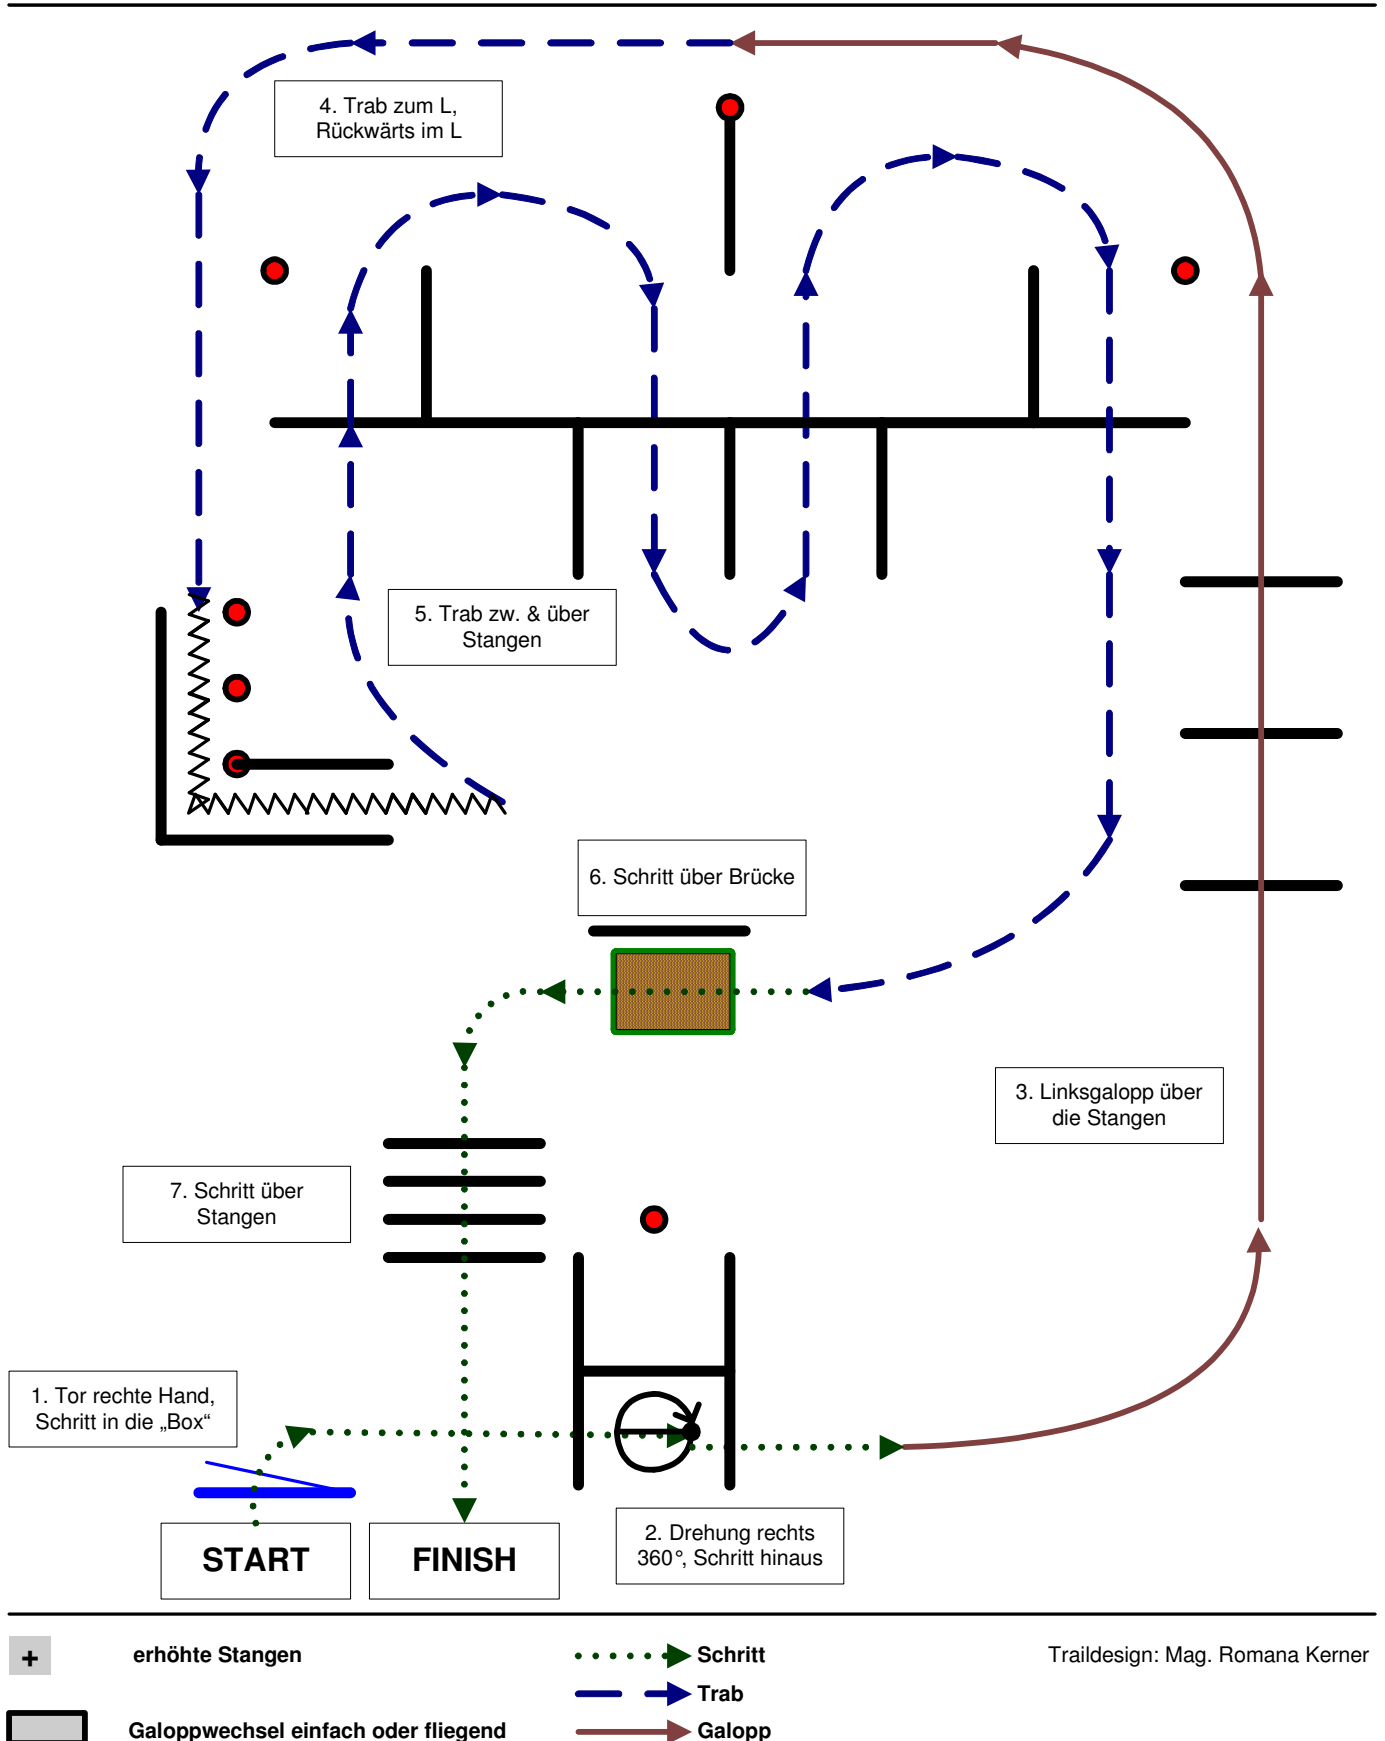 4. Trab zum L,
Rückwärts im L
5. Trab zw. & über
Stangen
6. Schritt über Brücke
3. Linksgalopp über
die Stangen
7. Schritt über
Stangen
1. Tor rechte Hand,
Schritt in die „Box“
2. Drehung rechts
360°, Schritt hinaus
START
FINISH
+ erhöhte Stangen
Schritt
Traildesign: Mag. Romana Kerner
Trab
Galoppwechsel einfach oder fliegend
Galopp